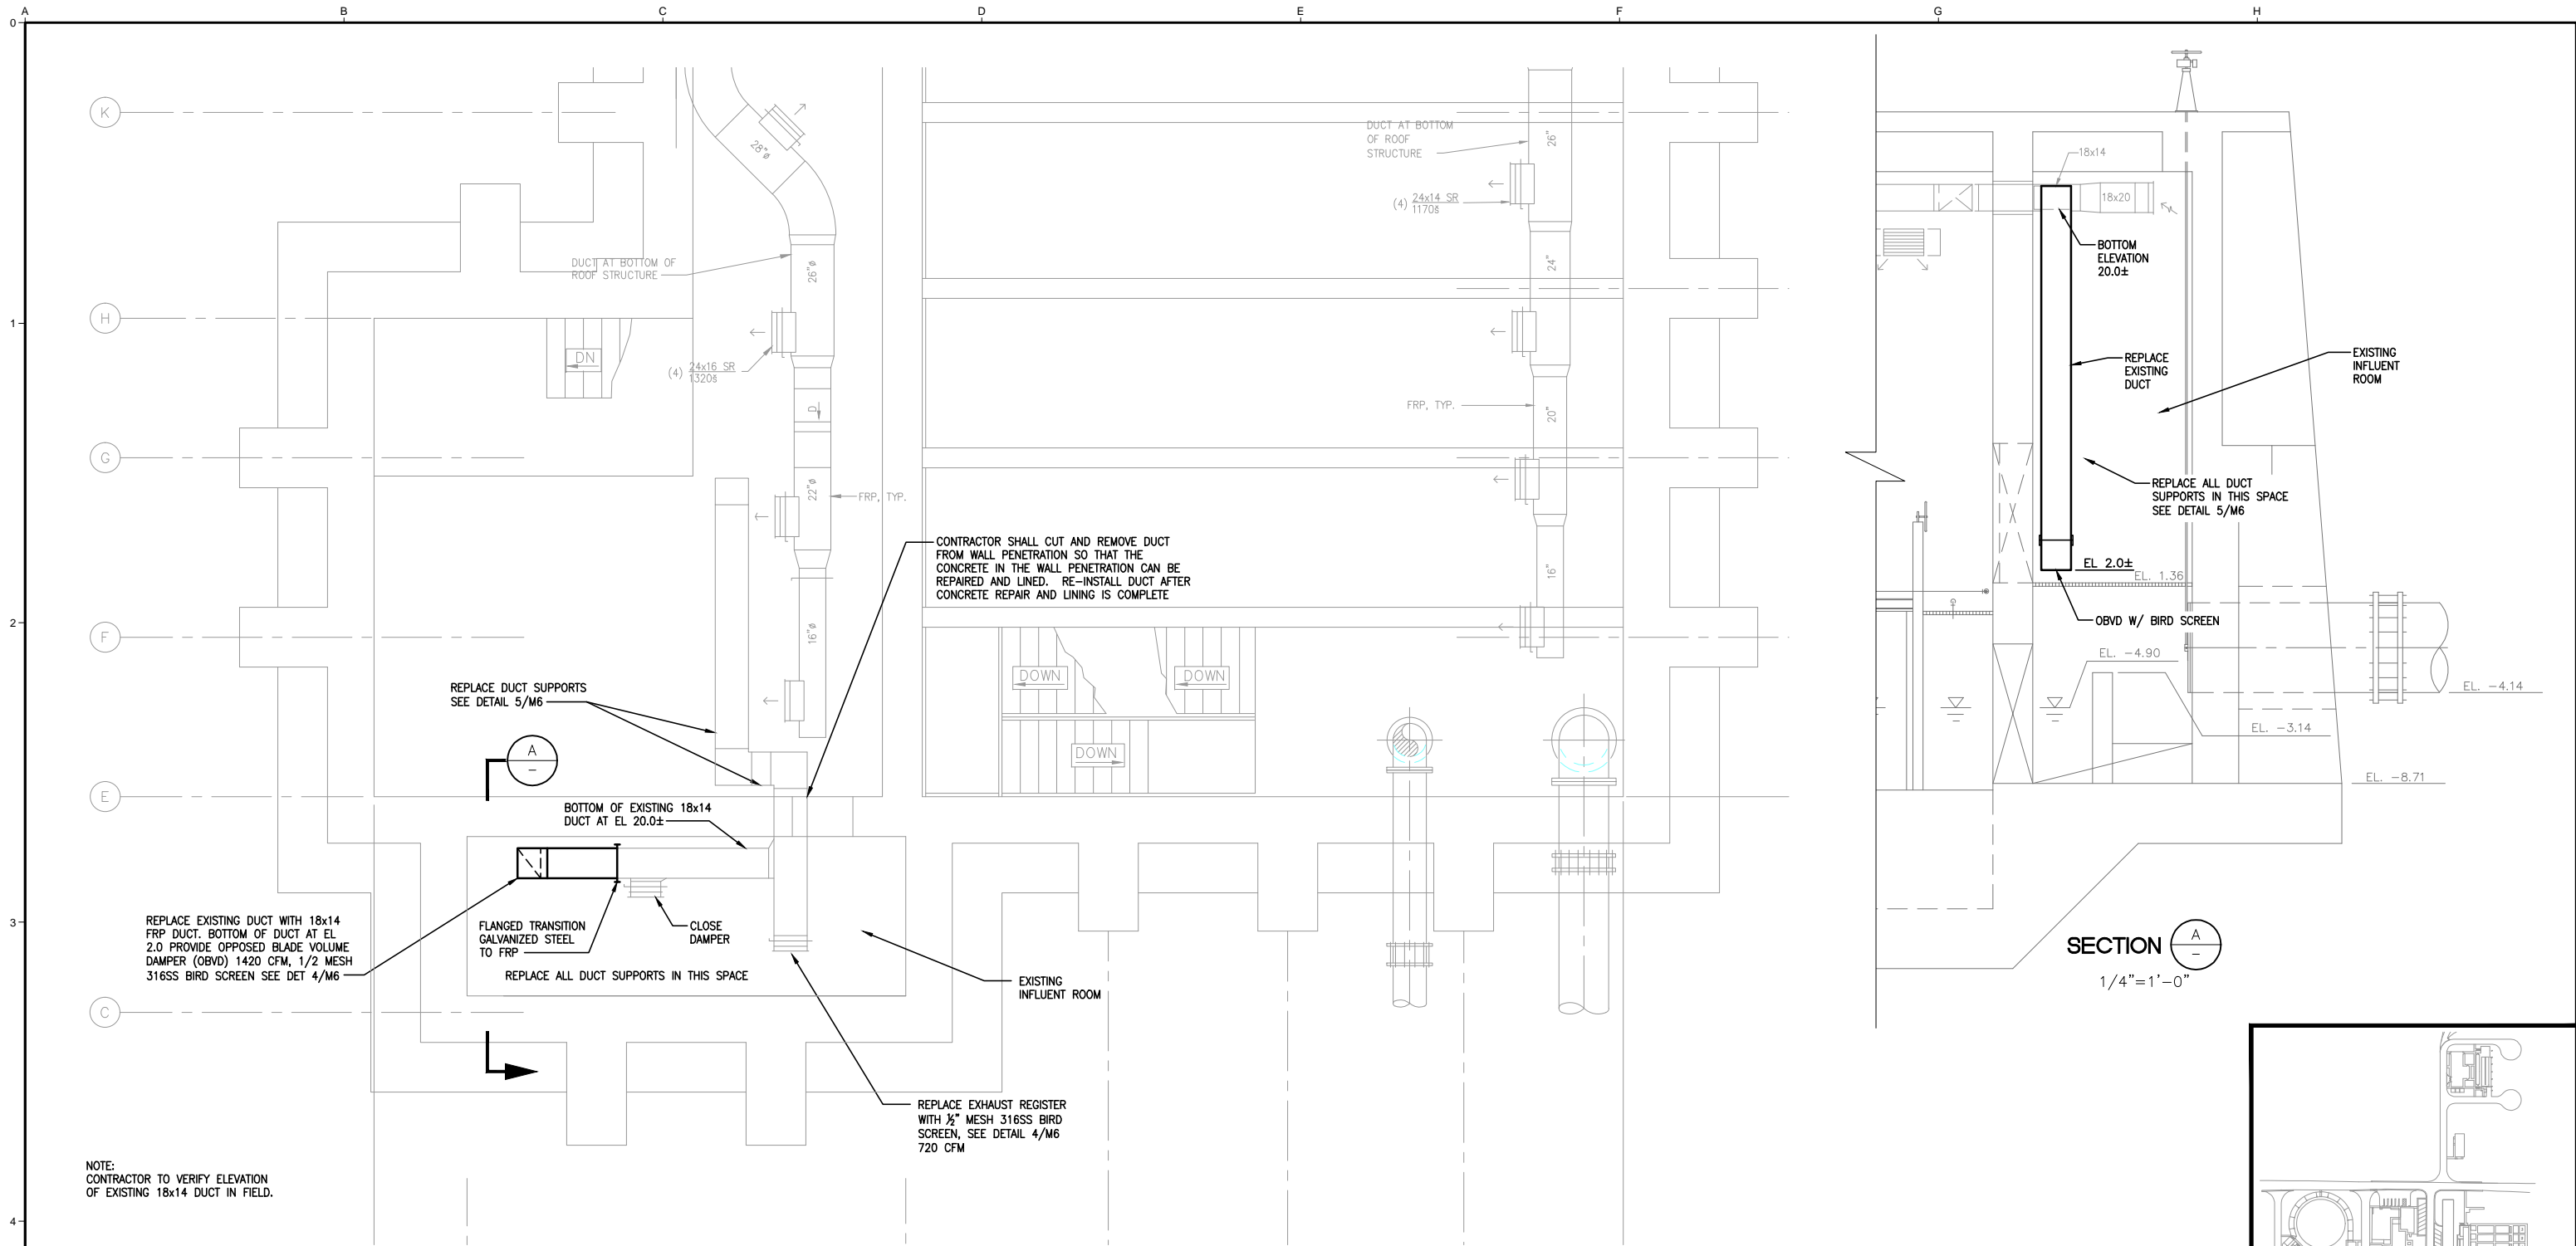 A B C D E F G H
0
1
2
3
4
K
H
G
F
E
C
28"ø
DUCT AT BOTTOM OF
ROOF STRUCTURE
26"ø
DN
(4) 24x16 SR
D
22"ø
FRP, TYP.
16"ø
DUCT AT BOTTOM
OF ROOF
STRUCTURE
26"
(4) 24x14 SR
24"
FRP, TYP.
20"
16"
CONTRACTOR SHALL CUT AND REMOVE DUCT
FROM WALL PENETRATION SO THAT THE
CONCRETE IN THE WALL PENETRATION CAN BE
REPAIRED AND LINED. RE-INSTALL DUCT AFTER
CONCRETE REPAIR AND LINING IS COMPLETE
DOWN
DOWN
DOWN
REPLACE DUCT SUPPORTS
SEE DETAIL 5/M6
A
–
BOTTOM OF EXISTING 18x14
DUCT AT EL 20.0±
REPLACE EXISTING DUCT WITH 18x14
FRP DUCT. BOTTOM OF DUCT AT EL
2.0 PROVIDE OPPOSED BLADE VOLUME
DAMPER (OBVD) 1420 CFM, 1/2 MESH
316SS BIRD SCREEN SEE DET 4/M6
FLANGED TRANSITION
GALVANIZED STEEL
TO FRP
CLOSE
DAMPER
REPLACE ALL DUCT SUPPORTS IN THIS SPACE
EXISTING
INFLUENT ROOM
REPLACE EXHAUST REGISTER
WITH ½" MESH 316SS BIRD
SCREEN, SEE DETAIL 4/M6
720 CFM
NOTE:
CONTRACTOR TO VERIFY ELEVATION
OF EXISTING 18x14 DUCT IN FIELD.
18x14
18x20
BOTTOM
ELEVATION
20.0±
REPLACE
EXISTING
DUCT
EXISTING
INFLUENT
ROOM
REPLACE ALL DUCT
SUPPORTS IN THIS SPACE
SEE DETAIL 5/M6
EL 2.0±
EL. 1.36
OBVD W/ BIRD SCREEN
EL. -4.90
EL. -4.14
EL. -3.14
EL. -8.71
SECTION A
–
1/4"=1'-0"